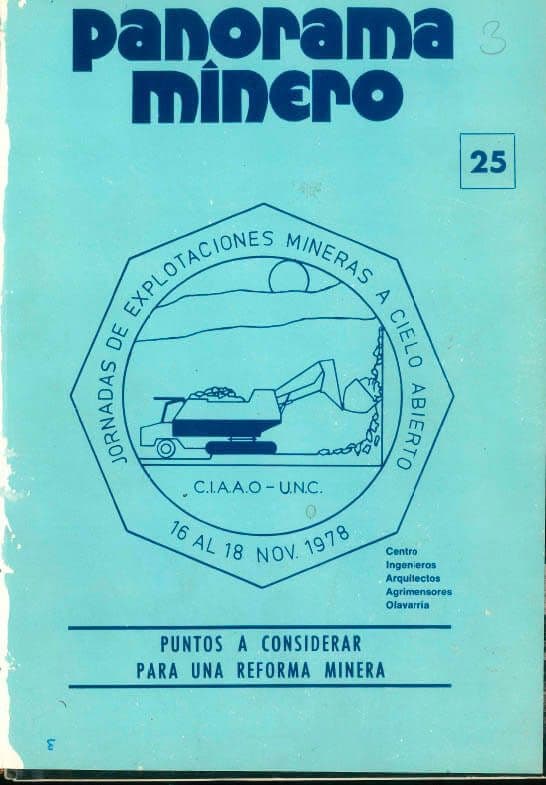 panorama
minero
3
25
JORNADAS DE EXPLOTACIONES MINERAS A CIELO ABIERTO
C.I.A.A.O - U.N.C.
16 AL 18 NOV. 1978
Centro
Ingenieros
Arquitectos
Agrimensores
Olavarría
PUNTOS A CONSIDERAR
PARA UNA REFORMA MINERA